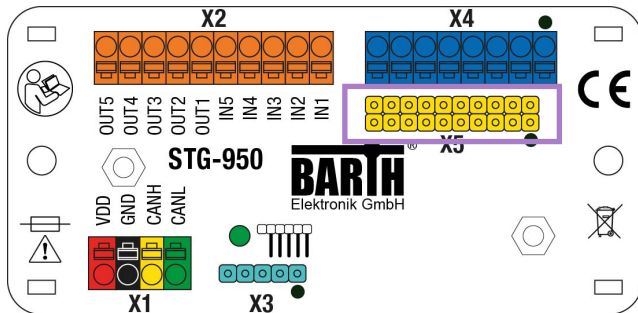 X2
X4
OUT5
OUT4
OUT3
OUT2
OUT1
IN5
IN4
IN3
IN2
IN1
CE
X5
STG-950
BARTH®
Elektronik GmbH
VDD
GND
CANH
CANL
X1
X3